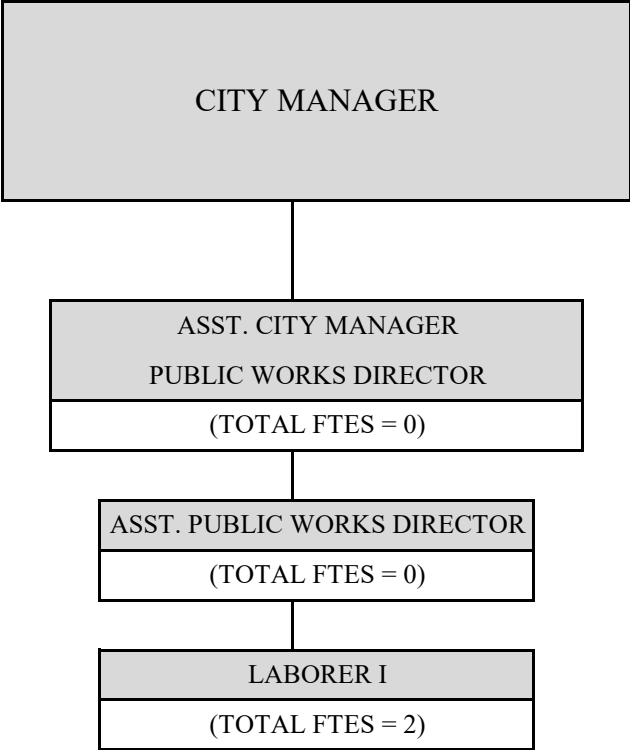 CITY MANAGER
ASST. CITY MANAGER
PUBLIC WORKS DIRECTOR
(TOTAL FTES = 0)
ASST. PUBLIC WORKS DIRECTOR
(TOTAL FTES = 0)
LABORER I
(TOTAL FTES = 2)